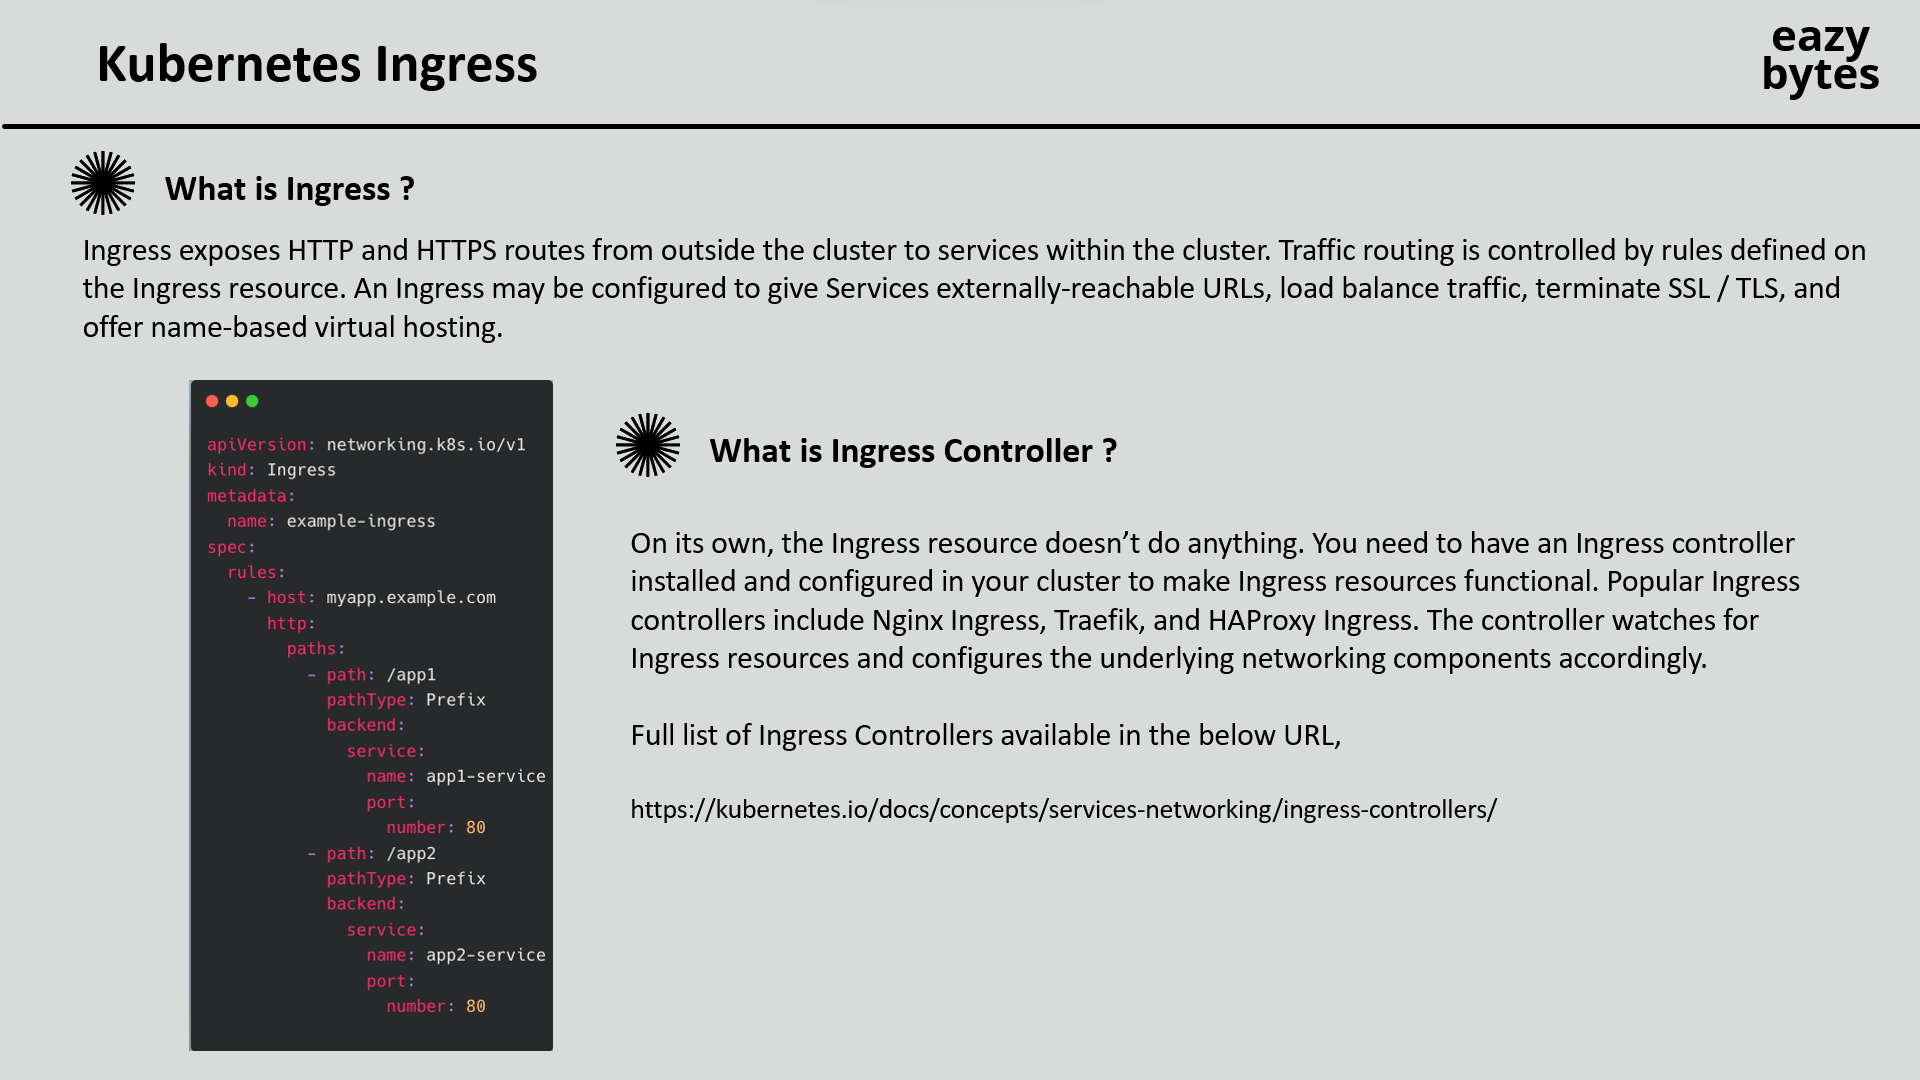 Kubernetes Ingress
eazy
bytes
What is Ingress ?
Ingress exposes HTTP and HTTPS routes from outside the cluster to services within the cluster. Traffic routing is controlled by rules defined on
the Ingress resource. An Ingress may be configured to give Services externally-reachable URLs, load balance traffic, terminate SSL / TLS, and
offer name-based virtual hosting.
apiVersion: networking.k8s.io/v1
kind: Ingress
metadata:
  name: example-ingress
spec:
  rules:
    - host: myapp.example.com
      http:
        paths:
          - path: /app1
            pathType: Prefix
            backend:
              service:
                name: app1-service
                port:
                  number: 80
          - path: /app2
            pathType: Prefix
            backend:
              service:
                name: app2-service
                port:
                  number: 80
What is Ingress Controller ?
On its own, the Ingress resource doesn’t do anything. You need to have an Ingress controller
installed and configured in your cluster to make Ingress resources functional. Popular Ingress
controllers include Nginx Ingress, Traefik, and HAProxy Ingress. The controller watches for
Ingress resources and configures the underlying networking components accordingly.
Full list of Ingress Controllers available in the below URL,
https://kubernetes.io/docs/concepts/services-networking/ingress-controllers/